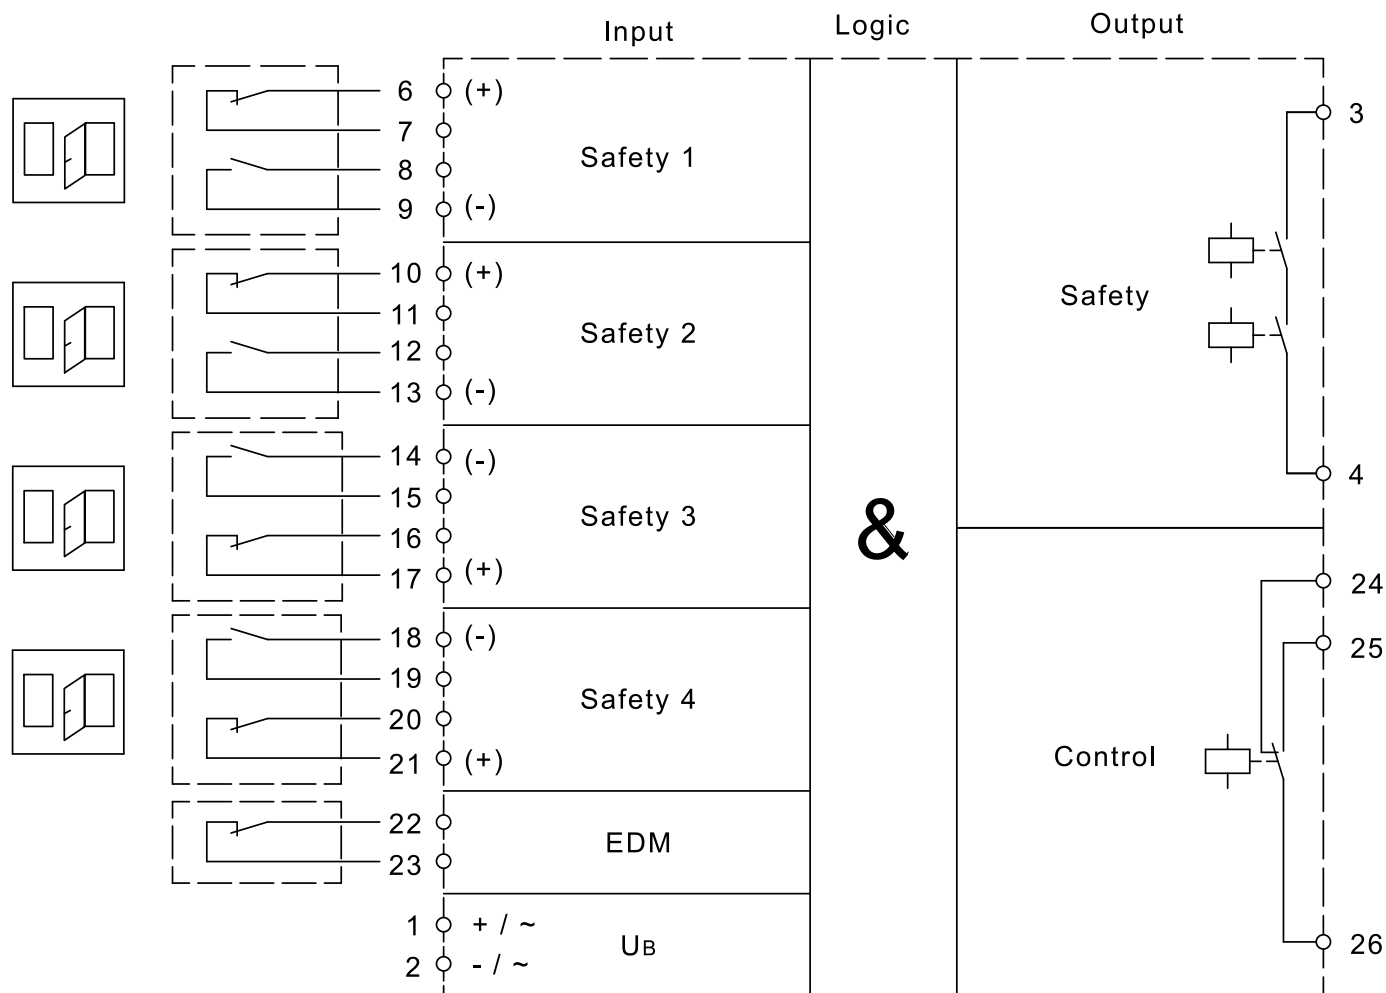 Input Logic Output
6 (+)
7
Safety 1
8
9 (-)
10 (+)
11
Safety 2
12
13 (-)
14 (-)
15
Safety 3
16
17 (+)
18 (-)
19
Safety 4
20
21 (+)
22
EDM
23
1 + / ~
UB
2 - / ~
&
3
Safety
4
24
25
Control
26